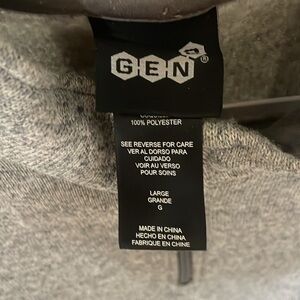 GEN®
100% POLYESTER
SEE REVERSE FOR CARE
VER AL DORSO PARA
CUIDADO
VOIR AU VERSO
POUR SOINS
LARGE
GRANDE
G
MADE IN CHINA
HECHO EN CHINA
FABRIQUE EN CHINE